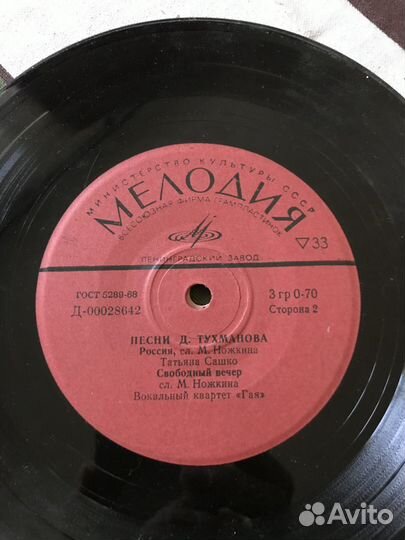 МИНИСТЕРСТВО КУЛЬТУРЫ СССР
МЕЛОДИЯ
ВСЕСОЮЗНАЯ ФИРМА ГРАМПЛАСТИНОК
▽33
ЛЕНИНГРАДСКИЙ ЗАВОД
ГОСТ 5289-68
3 гр 0-70
Д-00028642
Сторона 2
ПЕСНИ Д. ТУХМАНОВА
Россия, сл. М. Ножкина
Татьяна Сашко
Свободный вечер
сл. М. Ножкина
Вокальный квартет «Гая»
Avito